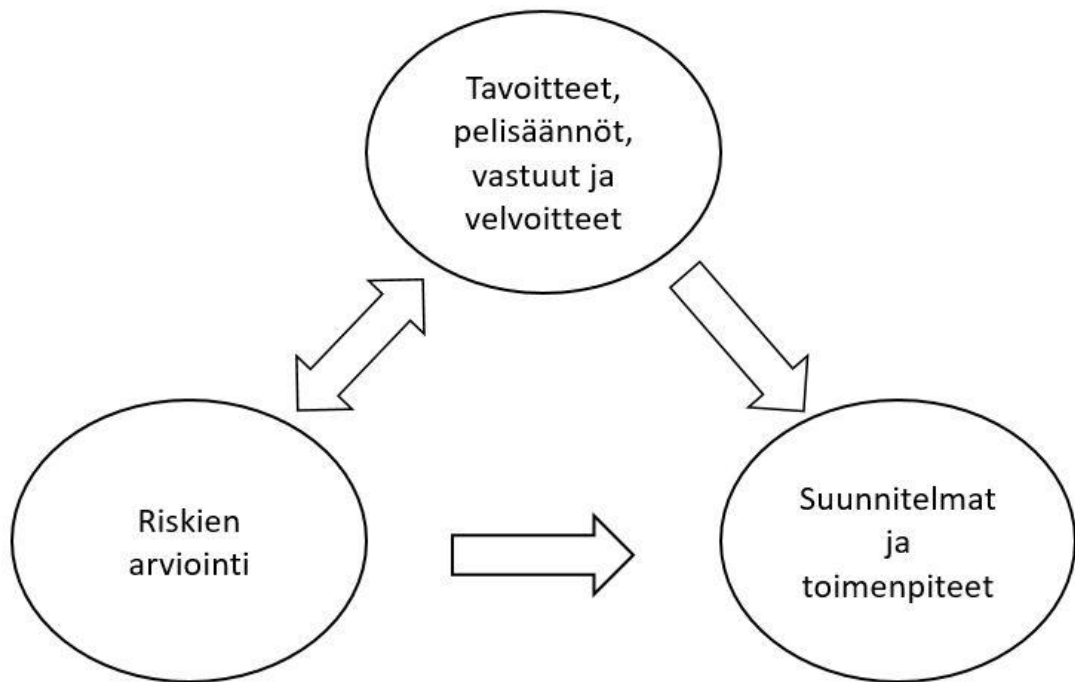 Tavoitteet,
pelisäännöt,
vastuut ja
velvoitteet
Riskien
arviointi
Suunnitelmat
ja
toimenpiteet